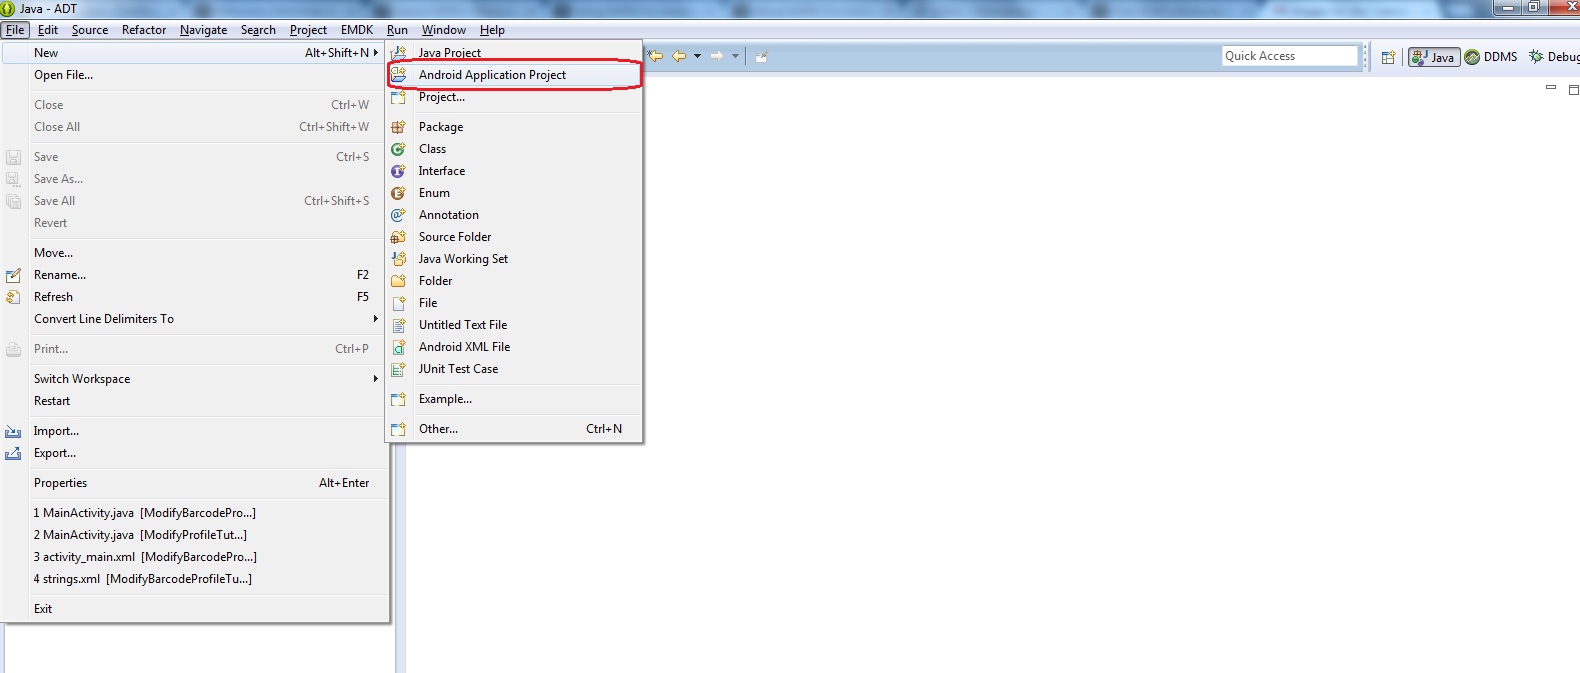 Java - ADT
File Edit Source Refactor Navigate Search Project EMDK Run Window Help
New Alt+Shift+N
Open File...
Close Ctrl+W
Close All Ctrl+Shift+W
Save Ctrl+S
Save As...
Save All Ctrl+Shift+S
Revert
Move...
Rename... F2
Refresh F5
Convert Line Delimiters To
Print... Ctrl+P
Switch Workspace
Restart
Import...
Export...
Properties Alt+Enter
1 MainActivity.java [ModifyBarcodePro...]
2 MainActivity.java [ModifyProfileTut...]
3 activity_main.xml [ModifyBarcodePro...]
4 strings.xml [ModifyBarcodeProfileTu...]
Exit
Java Project
Android Application Project
Project...
Package
Class
Interface
Enum
Annotation
Source Folder
Java Working Set
Folder
File
Untitled Text File
Android XML File
JUnit Test Case
Example...
Other... Ctrl+N
Quick Access
Java DDMS Debug